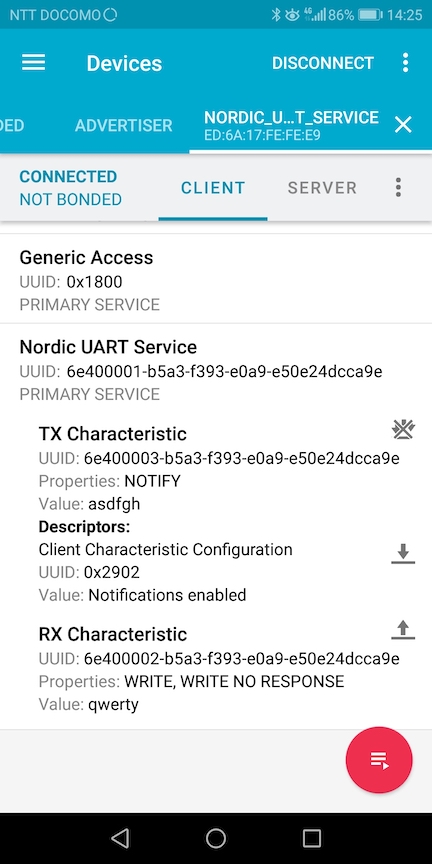 NTT DOCOMO 4G 86% 14:25
Devices DISCONNECT
DED ADVERTISER NORDIC_U...T_SERVICE
ED:6A:17:FE:FE:E9
CONNECTED
NOT BONDED
CLIENT SERVER
Generic Access
UUID: 0x1800
PRIMARY SERVICE
Nordic UART Service
UUID: 6e400001-b5a3-f393-e0a9-e50e24dcca9e
PRIMARY SERVICE
TX Characteristic
UUID: 6e400003-b5a3-f393-e0a9-e50e24dcca9e
Properties: NOTIFY
Value: asdfgh
Descriptors:
Client Characteristic Configuration
UUID: 0x2902
Value: Notifications enabled
RX Characteristic
UUID: 6e400002-b5a3-f393-e0a9-e50e24dcca9e
Properties: WRITE, WRITE NO RESPONSE
Value: qwerty